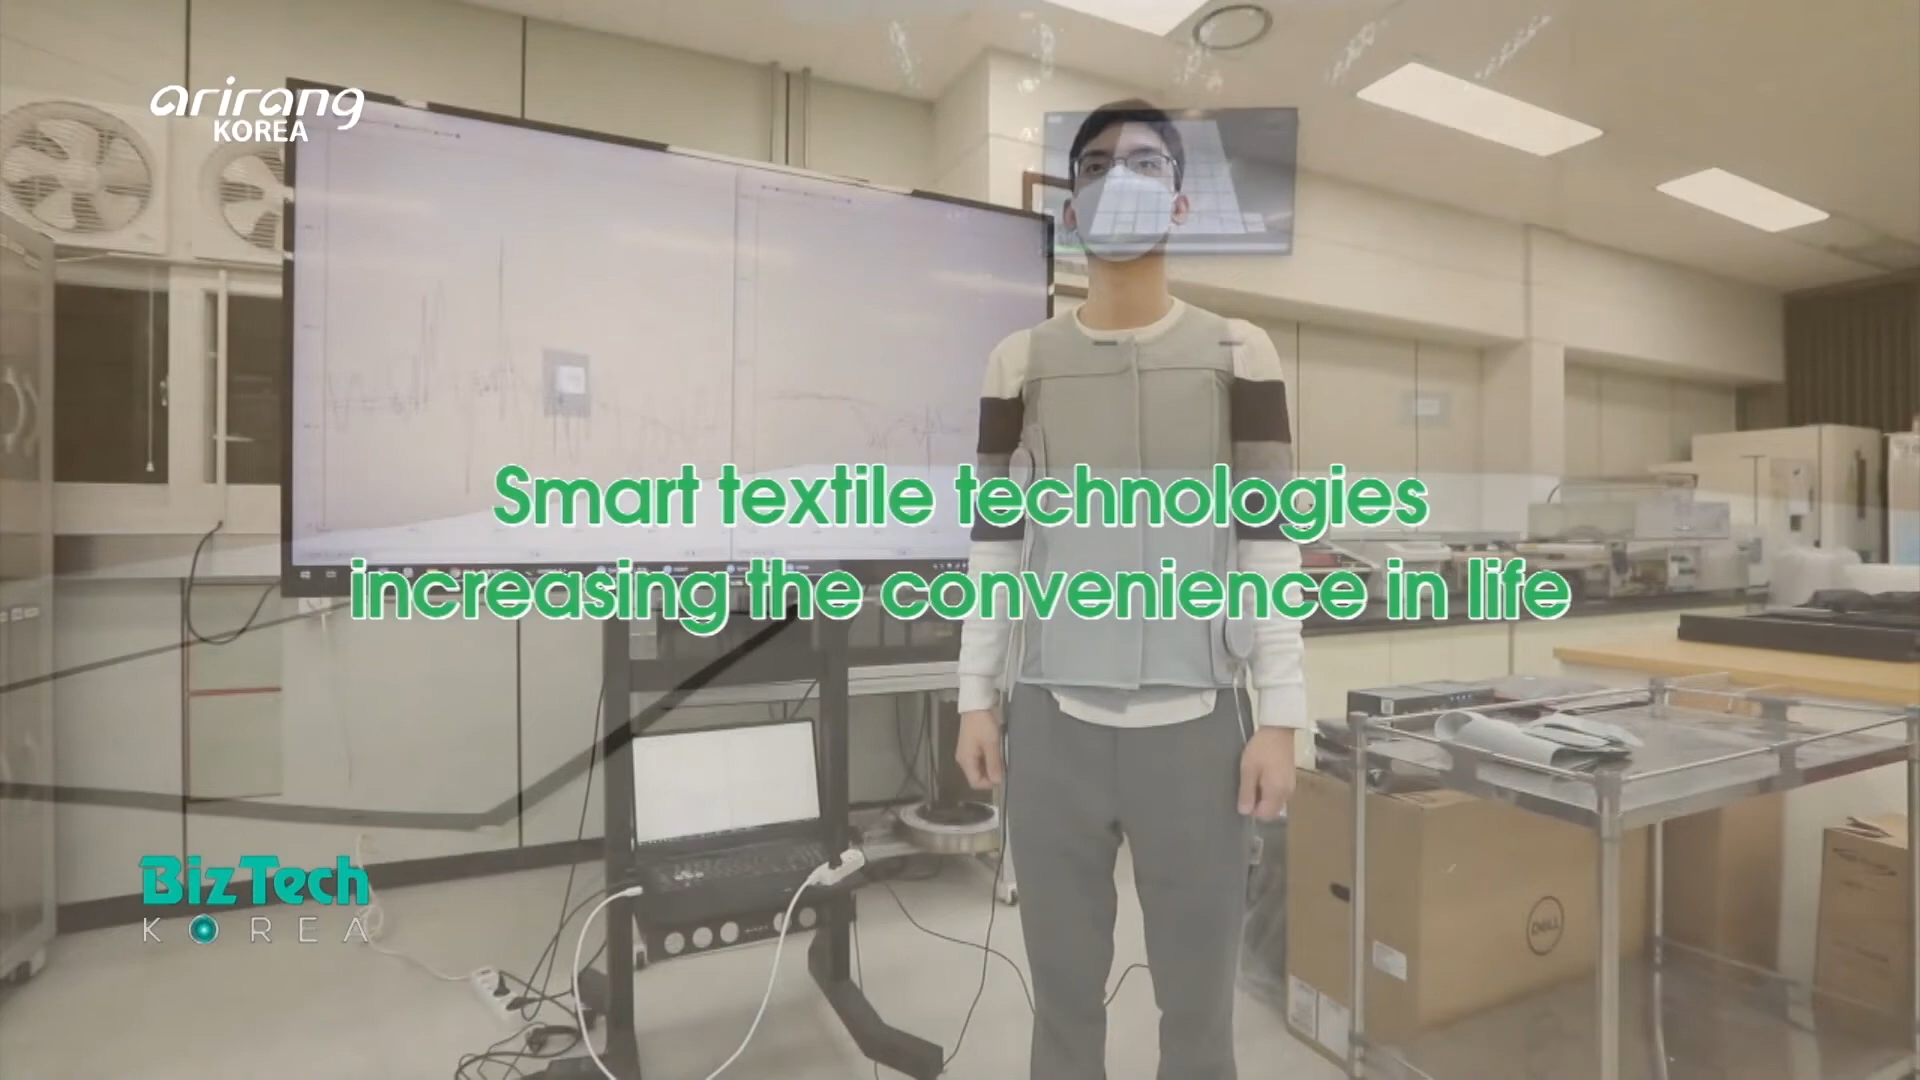 arirang
KOREA
Smart textile technologies
increasing the convenience in life
BizTech
KOREA
DELL